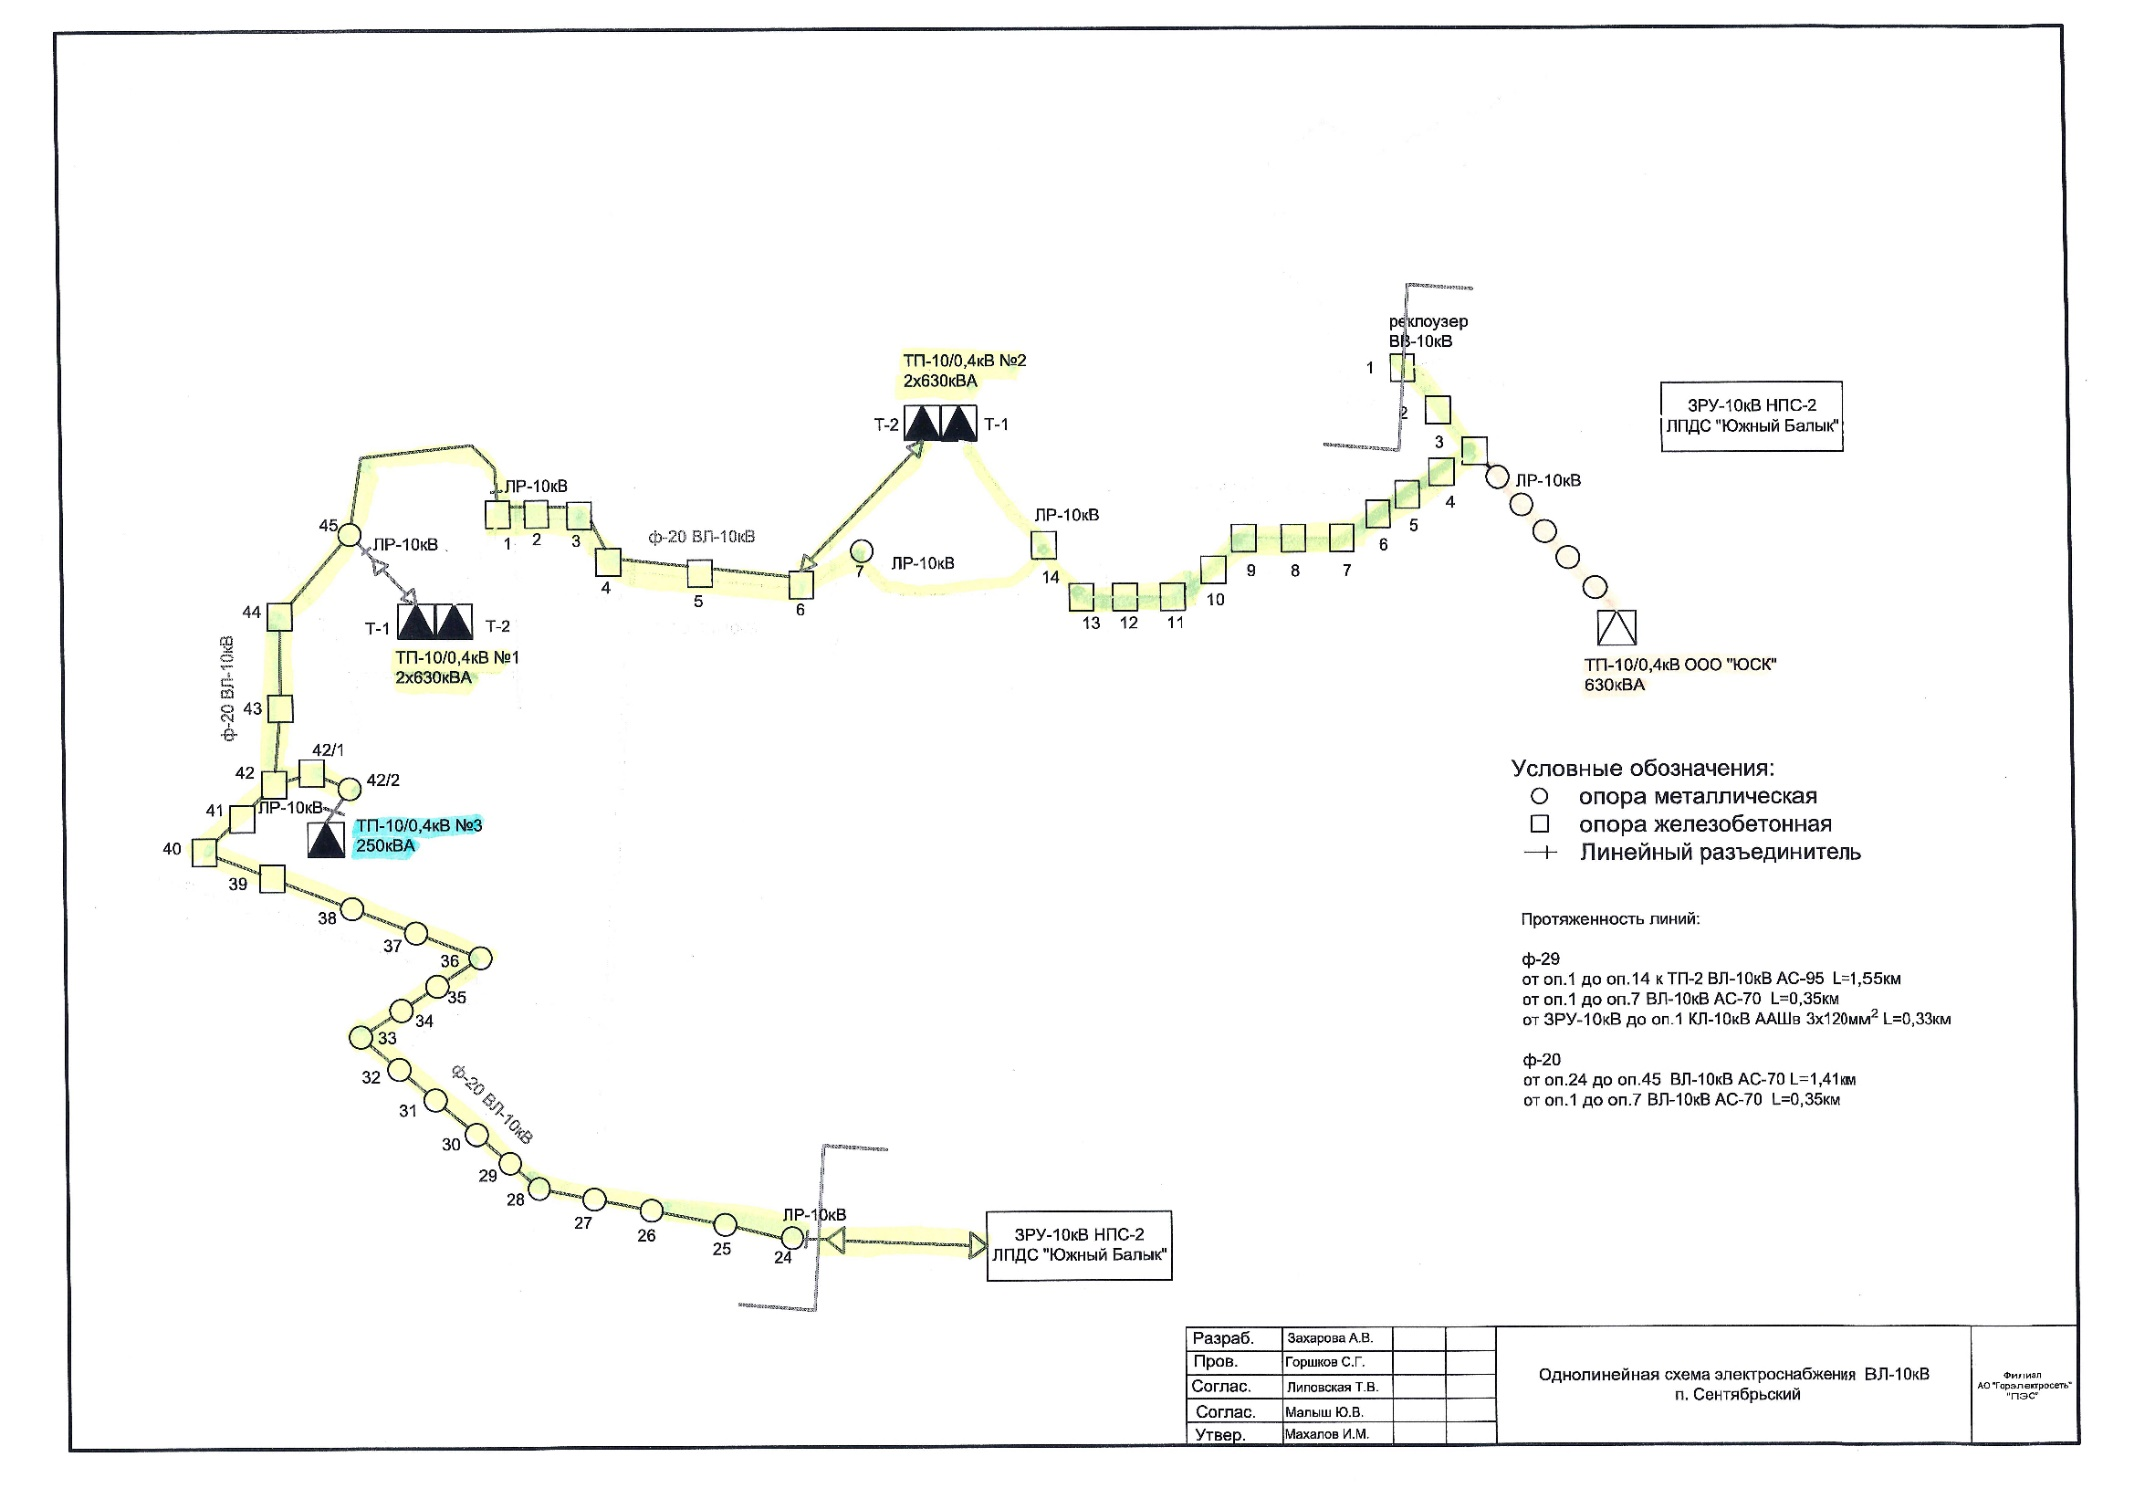 реклоузер
ВВ-10кВ
1
2
3
ЗРУ-10кВ НПС-2
ЛПДС "Южный Балык"
ТП-10/0,4кВ №2
2х630кВА
Т-2
Т-1
ЛР-10кВ
4
5
6
7
8
9
10
11
12
13
14
ЛР-10кВ
ТП-10/0,4кВ ООО "ЮСК"
630кВА
ЛР-10кВ
7
6
5
4
3
2
1
ф-20 ВЛ-10кВ
ЛР-10кВ
45
ЛР-10кВ
Т-1
Т-2
ТП-10/0,4кВ №1
2х630кВА
44
ф-20 ВЛ-10кВ
43
42
42/1
42/2
ЛР-10кВ
ТП-10/0,4кВ №3
250кВА
41
40
39
38
37
36
35
34
33
32
31
30
29
28
27
26
25
24
ф-20 ВЛ-10кВ
ЛР-10кВ
ЗРУ-10кВ НПС-2
ЛПДС "Южный Балык"
Условные обозначения:
опора металлическая
опора железобетонная
Линейный разъединитель
Протяженность линий:
ф-29
от оп.1 до оп.14 к ТП-2 ВЛ-10кВ АС-95 L=1,55км
от оп.1 до оп.7 ВЛ-10кВ АС-70 L=0,35км
от ЗРУ-10кВ до оп.1 КЛ-10кВ ААШв 3х120мм² L=0,33км
ф-20
от оп.24 до оп.45 ВЛ-10кВ АС-70 L=1,41км
от оп.1 до оп.7 ВЛ-10кВ АС-70 L=0,35км
Разраб. Захарова А.В.
Пров. Горшков С.Г.
Соглас. Липовская Т.В.
Соглас. Малыш Ю.В.
Утвер. Махалов И.М.
Однолинейная схема электроснабжения ВЛ-10кВ
п. Сентябрьский
Филиал
АО "Горэлектросеть"
"ПЭС"